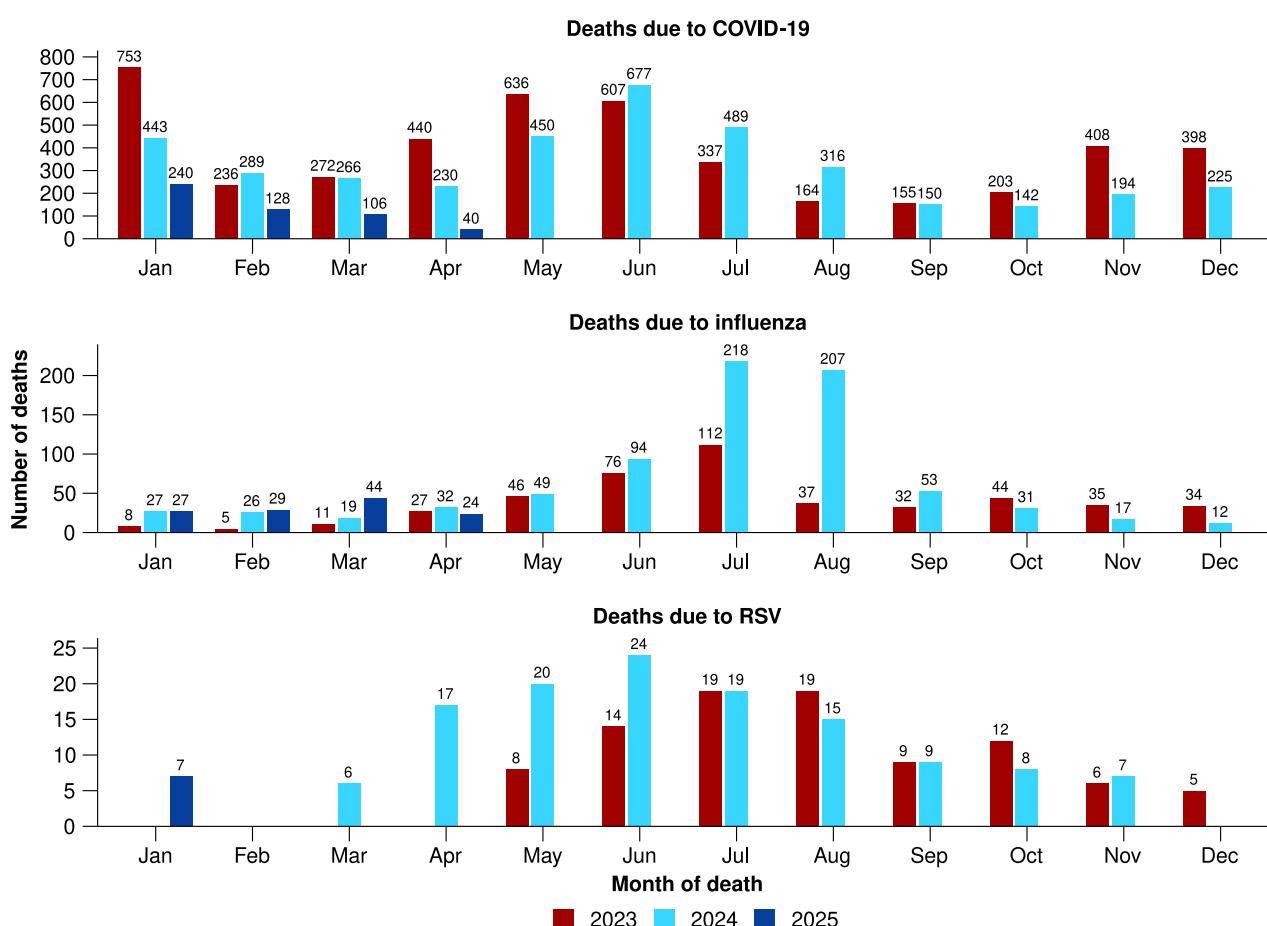 Deaths due to COVID-19
800
700
600
500
400
300
200
100
0
753 443 240 236 289 128 272 266 106 440 230 40 636 450 607 677 337 489 164 316 155 150 203 142 408 194 398 225
Jan Feb Mar Apr May Jun Jul Aug Sep Oct Nov Dec
Number of deaths
Deaths due to influenza
200
150
100
50
0
8 27 27 5 26 29 11 19 44 27 32 24 46 49 76 94 112 218 37 207 32 53 44 31 35 17 34 12
Jan Feb Mar Apr May Jun Jul Aug Sep Oct Nov Dec
Deaths due to RSV
25
20
15
10
5
0
7 6 17 8 20 14 24 19 19 19 15 9 9 12 8 6 7 5
Jan Feb Mar Apr May Jun Jul Aug Sep Oct Nov Dec
Month of death
2023 2024 2025